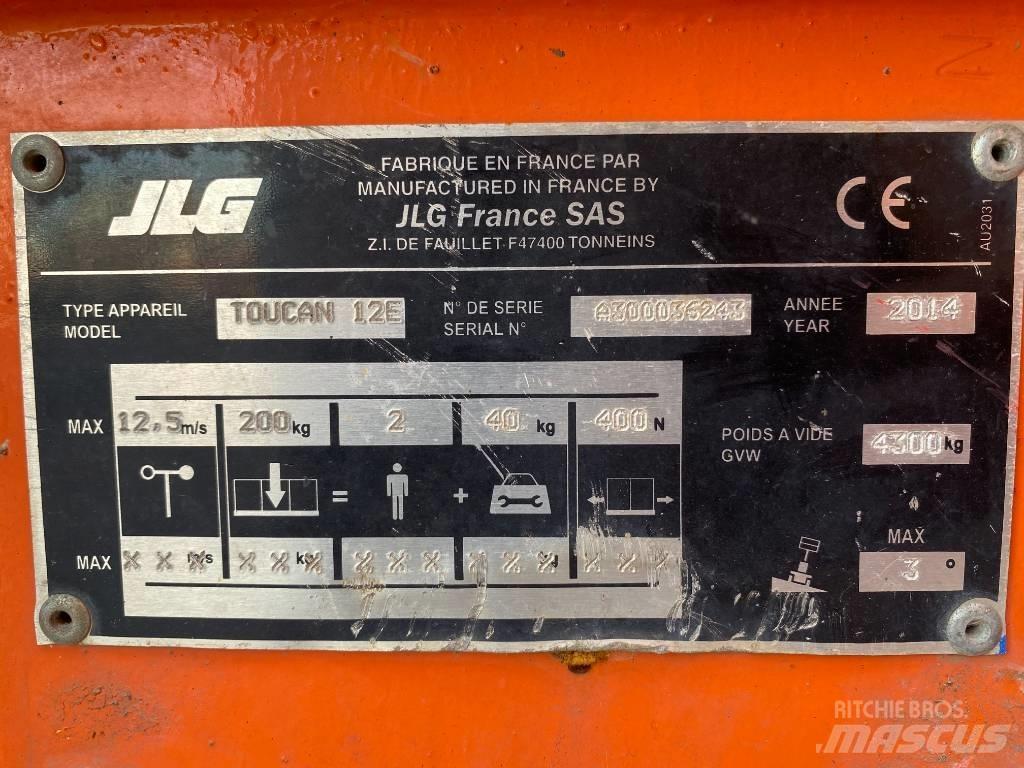 JLG
FABRIQUE EN FRANCE PAR
MANUFACTURED IN FRANCE BY
JLG France SAS
Z.I. DE FAUILLET F47400 TONNEINS
CE
AU2031
TYPE APPAREIL
MODEL
TOUCAN 12E
N° DE SERIE
SERIAL N°
A300036243
ANNEE
YEAR
2014
MAX 12,5m/s 200kg 2 40 kg 400 N
= +
POIDS A VIDE
GVW
4300kg
MAX X X X X X X X X X X X X X X X
MAX
3°
RITCHIE BROS.
MASCUS